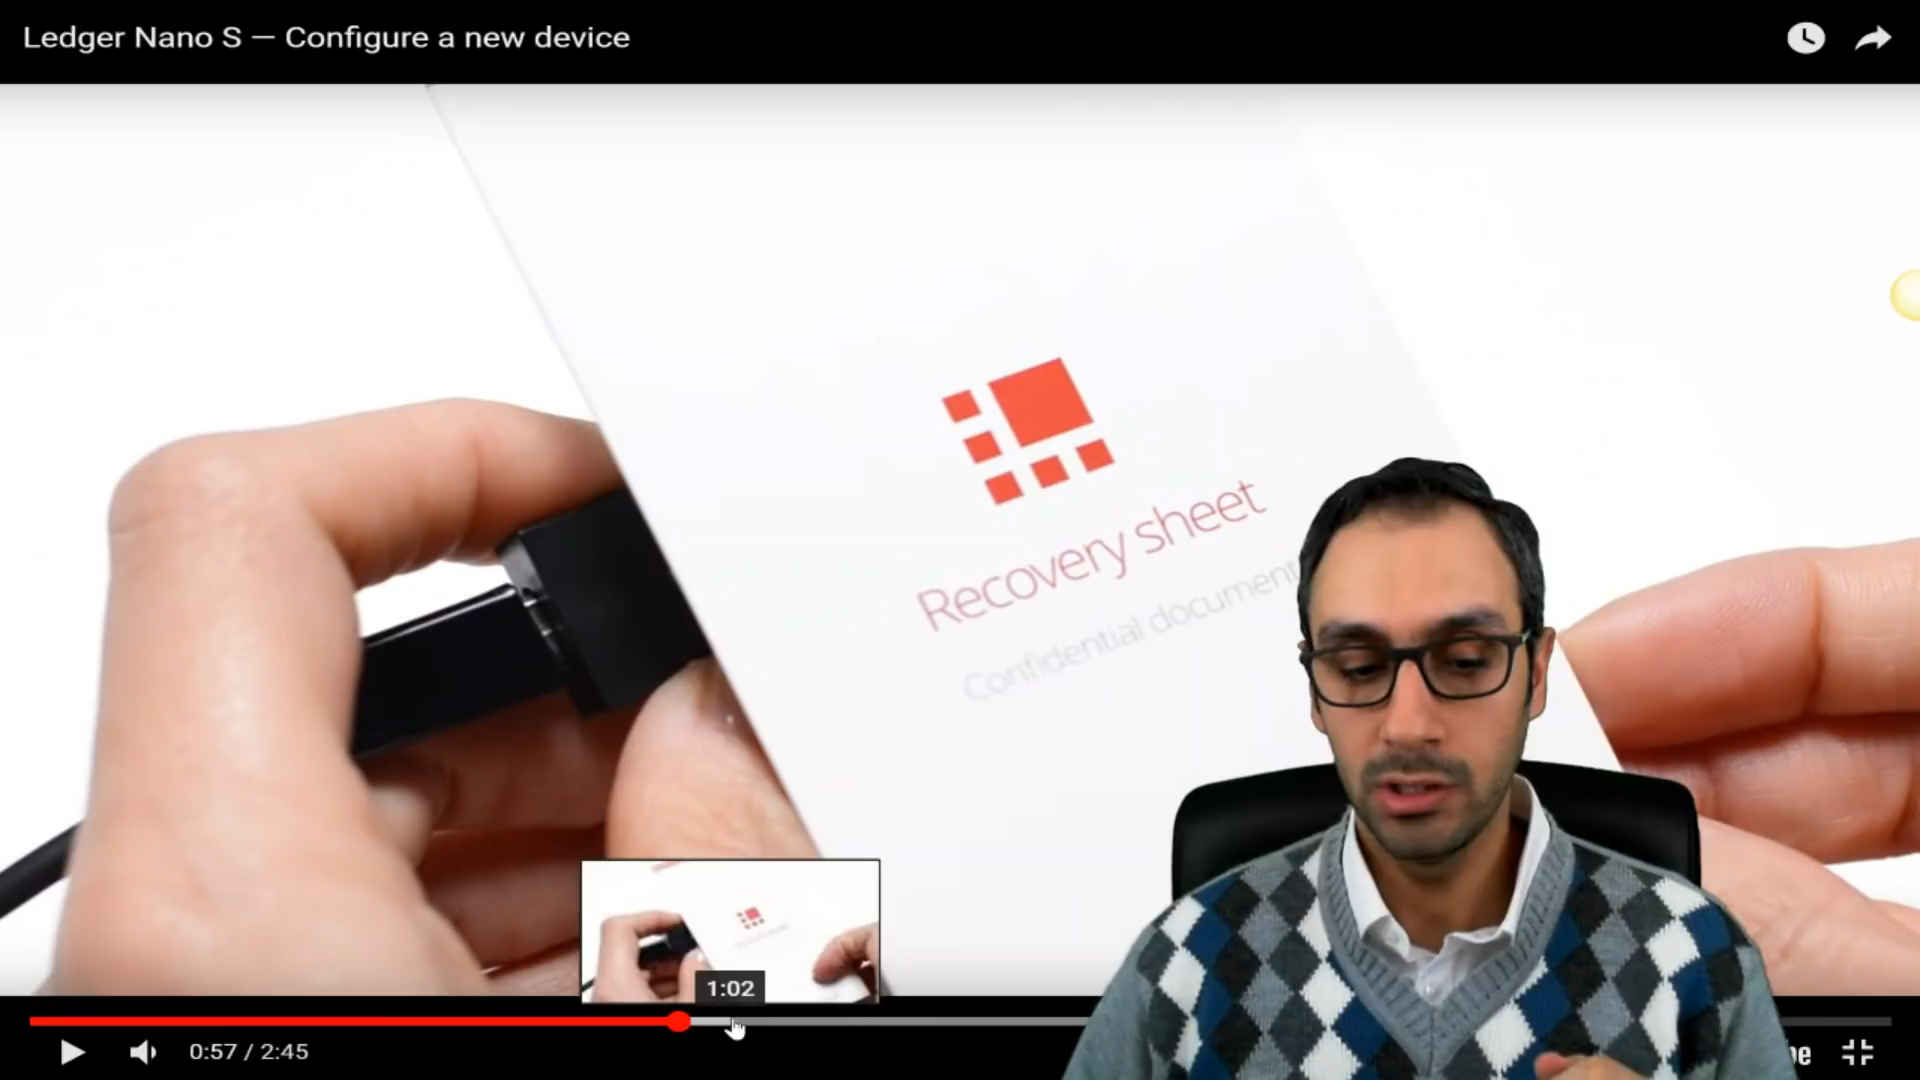 Ledger Nano S — Configure a new device
Recovery sheet
Confidential document
1:02
0:57 / 2:45